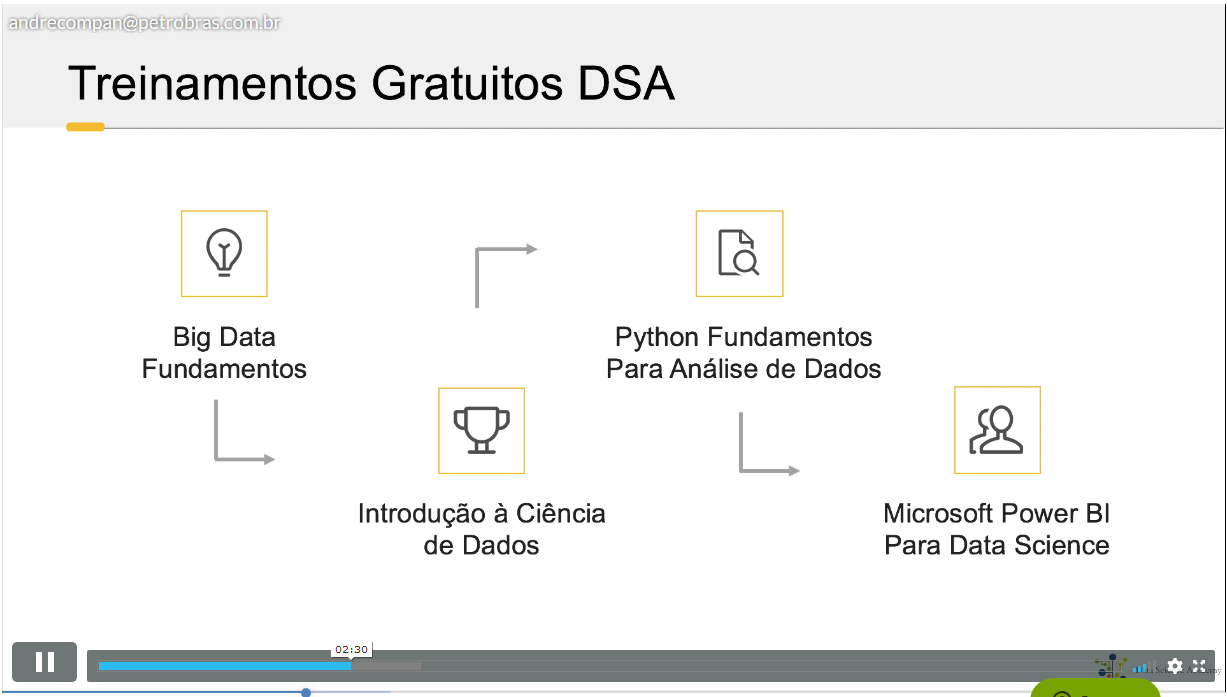 andrecompan@petrobras.com.br
Treinamentos Gratuitos DSA
Big Data
Fundamentos
Python Fundamentos
Para Análise de Dados
Introdução à Ciência
de Dados
Microsoft Power BI
Para Data Science
02:30